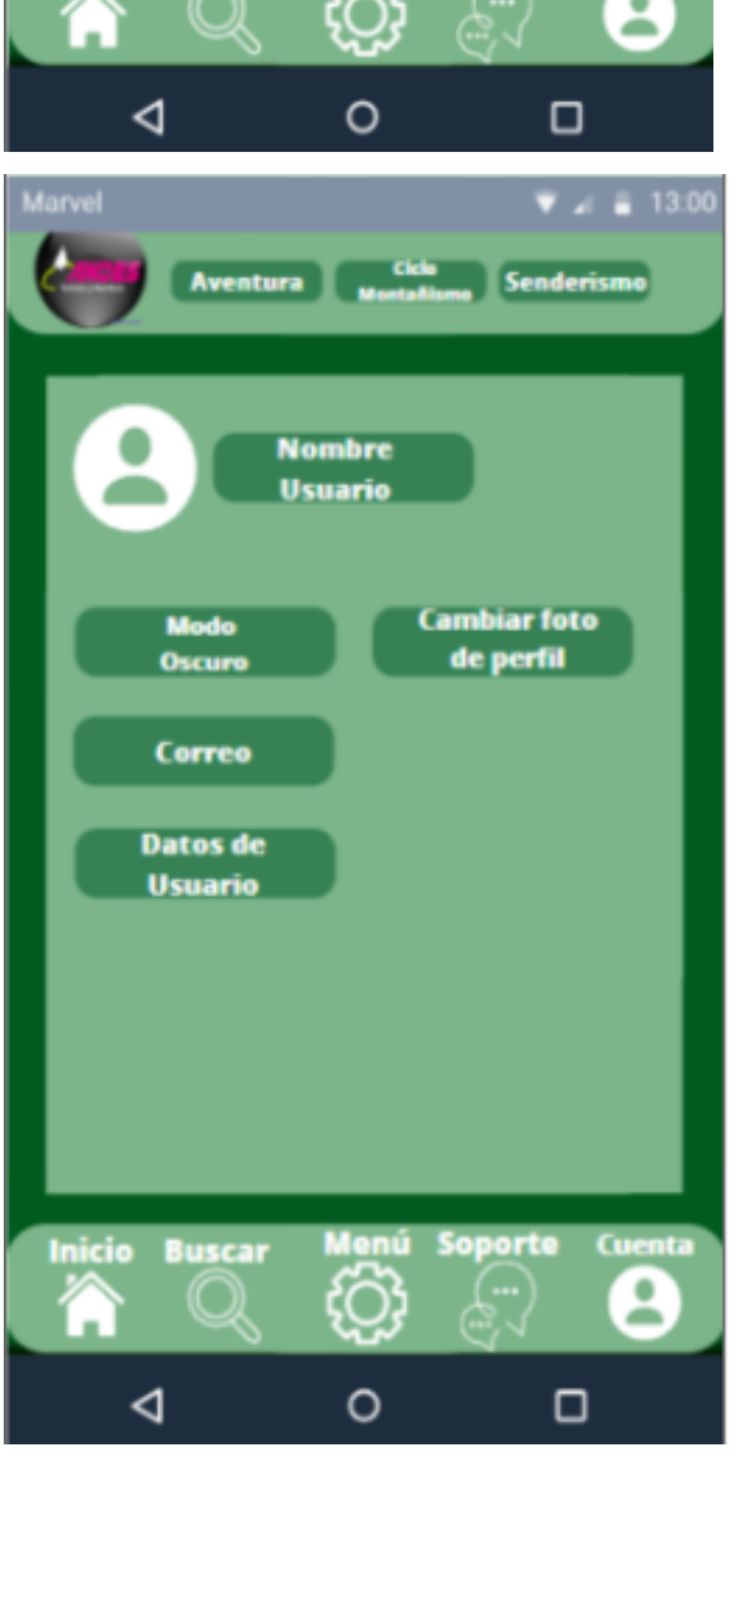 Marvel
13:00
ANDES
Aventura
Ciclo
Montañismo
Senderismo
Nombre
Usuario
Modo
Oscuro
Cambiar foto
de perfil
Correo
Datos de
Usuario
Inicio
Buscar
Menú
Soporte
Cuenta